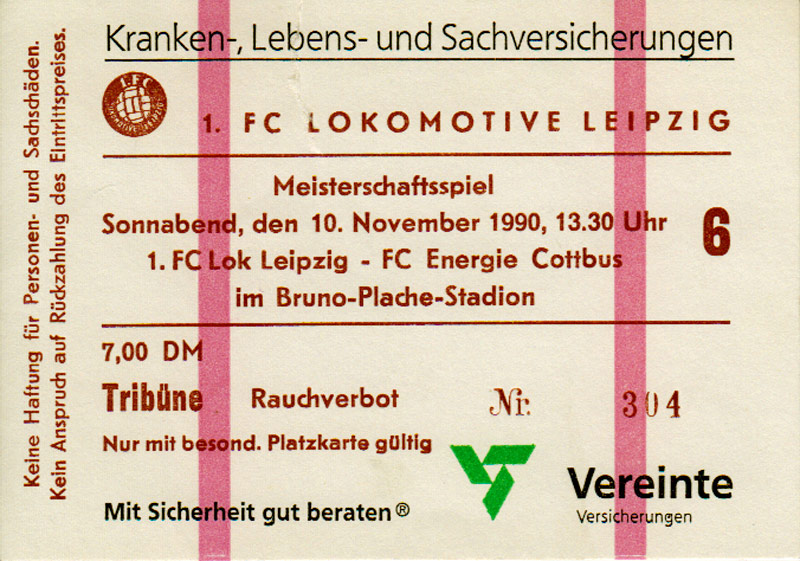 Kranken-, Lebens- und Sachversicherungen
1. FC
1. FC LOKOMOTIVE LEIPZIG
Meisterschaftsspiel
Sonnabend, den 10. November 1990, 13.30 Uhr
6
1. FC Lok Leipzig - FC Energie Cottbus
im Bruno-Plache-Stadion
7,00 DM
Tribüne Rauchverbot Nr. 304
Nur mit besond. Platzkarte gültig
Mit Sicherheit gut beraten®
Vereinte
Versicherungen
Keine Haftung für Personen- und Sachschäden.
Kein Anspruch auf Rückzahlung des Eintrittspreises.